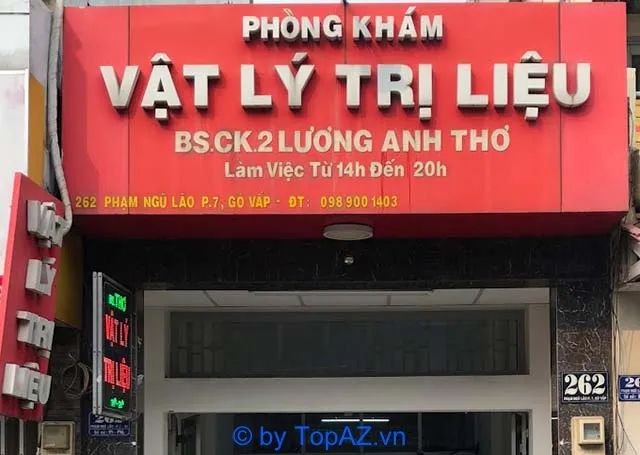 PHÒNG KHÁM
VẬT LÝ TRỊ LIỆU
BS.CK.2 LƯƠNG ANH THƠ
Làm Việc Từ 14h Đến 20h
262 PHẠM NGŨ LÃO P.7, GÒ VẤP - ĐT: 098 900 1403
VẬT
LÝ
TRỊ
LIỆU
BS.THƠ
VẬT LÝ
TRỊ LIỆU
262
© by TopAZ.vn